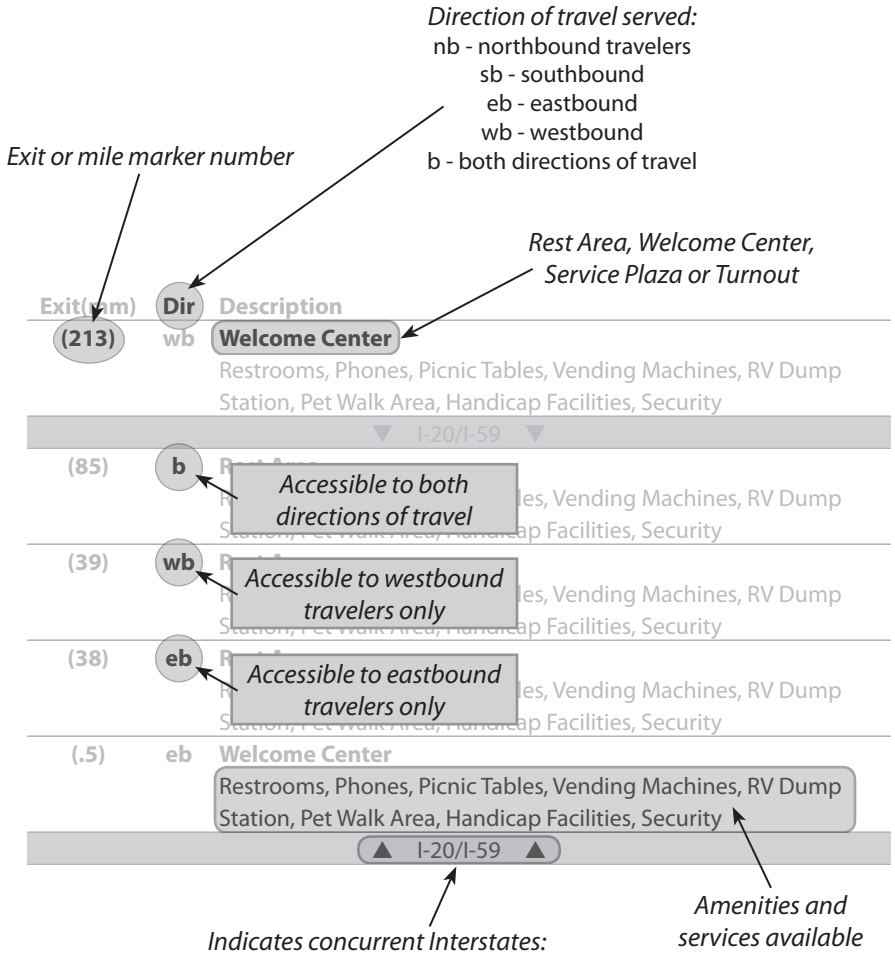 Direction of travel served:
nb - northbound travelers
sb - southbound
eb - eastbound
wb - westbound
b - both directions of travel
Exit or mile marker number
Rest Area, Welcome Center,
Service Plaza or Turnout
Exit(mm) Dir Description
(213) wb Welcome Center
Restrooms, Phones, Picnic Tables, Vending Machines, RV Dump
Station, Pet Walk Area, Handicap Facilities, Security
▼ I-20/I-59 ▼
(85) b
Accessible to both
directions of travel
les, Vending Machines, RV Dump
ap Facilities, Security
(39) wb
Accessible to westbound
travelers only
les, Vending Machines, RV Dump
ap Facilities, Security
(38) eb
Accessible to eastbound
travelers only
les, Vending Machines, RV Dump
ap Facilities, Security
(.5) eb Welcome Center
Restrooms, Phones, Picnic Tables, Vending Machines, RV Dump
Station, Pet Walk Area, Handicap Facilities, Security
▲ I-20/I-59 ▲
Amenities and
services available
Indicates concurrent Interstates: